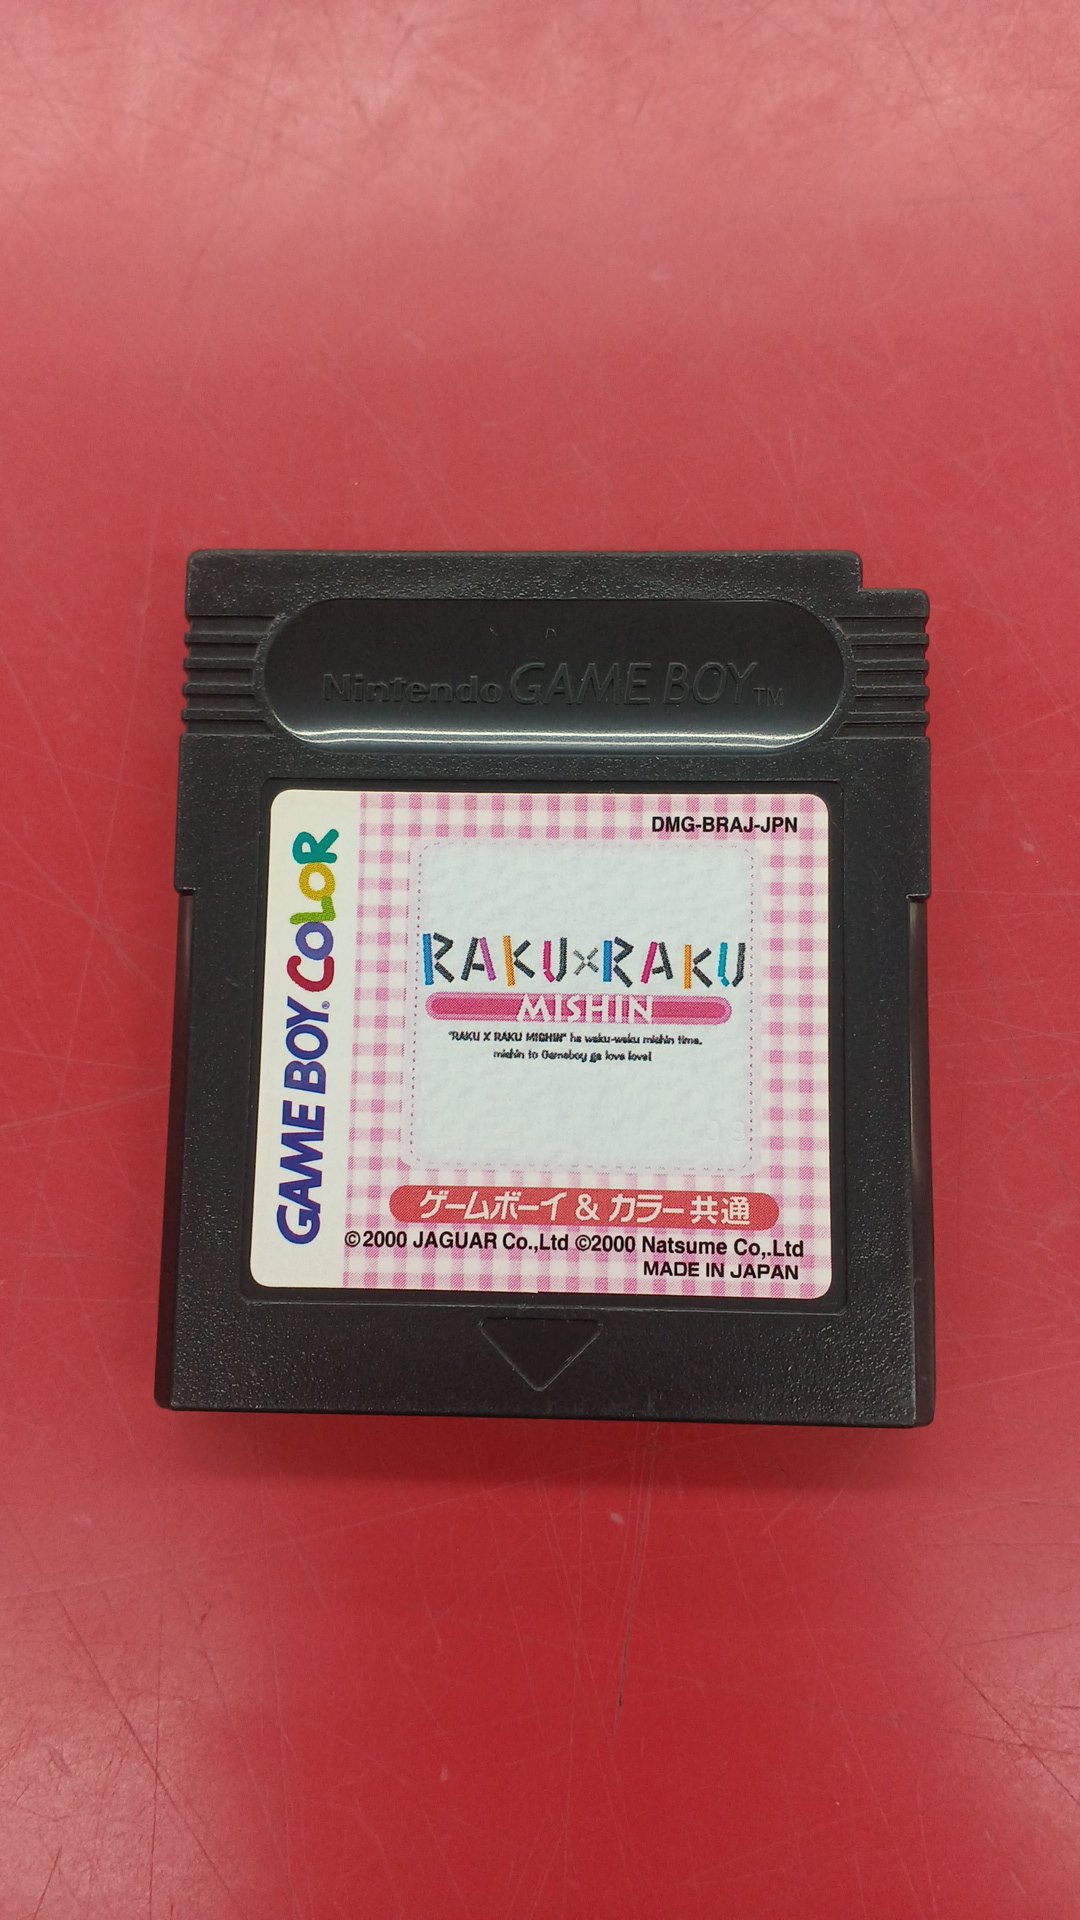 Nintendo GAME BOY TM
GAME BOY® COLOR
DMG-BRAJ-JPN
RAKU×RAKU
MISHIN
"RAKU X RAKU MISHIN" ha waku-waku mishin time.
mishin to Gameboy ga love love!
ゲームボーイ & カラー 共通
©2000 JAGUAR Co.,Ltd ©2000 Natsume Co,.Ltd
MADE IN JAPAN